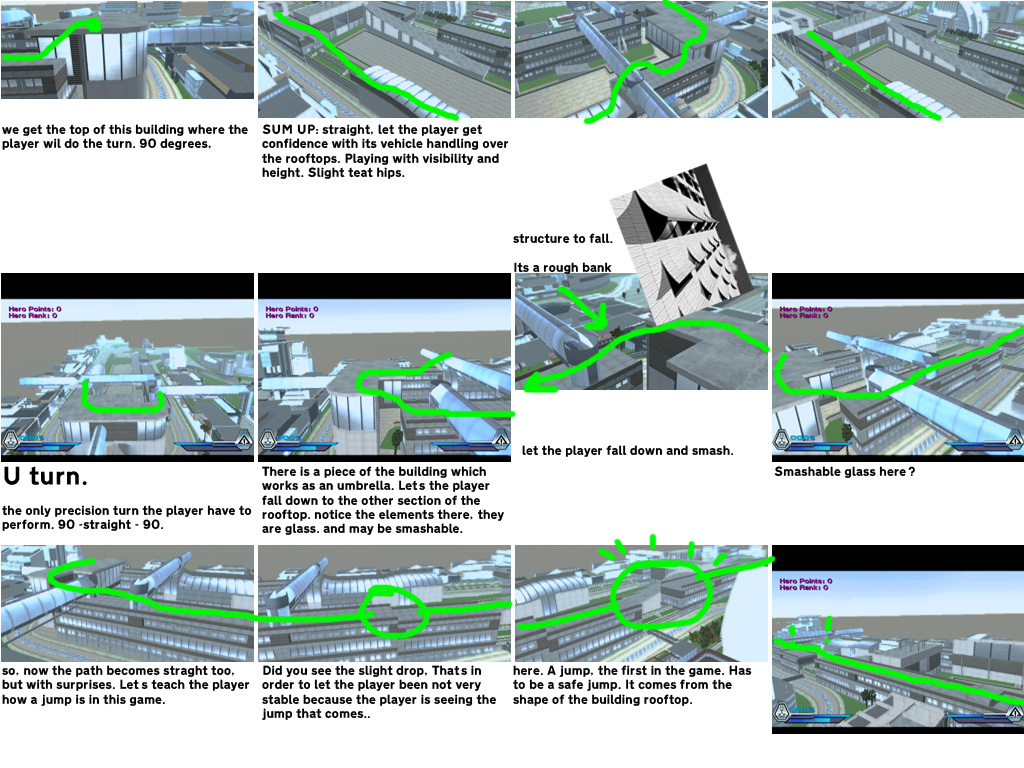 we get the top of this building where the
player wil do the turn. 90 degrees,
SUM UP: straight, let the player get
confidence with its vehicle handling over
the rooftops. Playing with visibility and
height. Slight teat hips.
structure to fall.
Its a rough bank
Hero Points: 0
Hero Rank: 0
Hero Points: 0
Hero Rank: 0
Hero Points: 0
Hero Rank: 0
U turn.
the only precision turn the player have to
perform. 90 -straight - 90.
There is a piece of the building which
works as an umbrella. Let s the player
fall down to the other section of the
rooftop. notice the elements there, they
are glass, and may be smashable.
let the player fall down and smash.
Smashable glass here?
so, now the path becomes straght too,
but with surprises. Let s teach the player
how a jump is in this game.
Did you see the slight drop, That s in
order to let the player been not very
stable because the player is seeing the
jump that comes..
here. A jump, the first in the game. Has
to be a safe jump. It comes from the
shape of the building rooftop.
Hero Points: 0
Hero Rank: 0